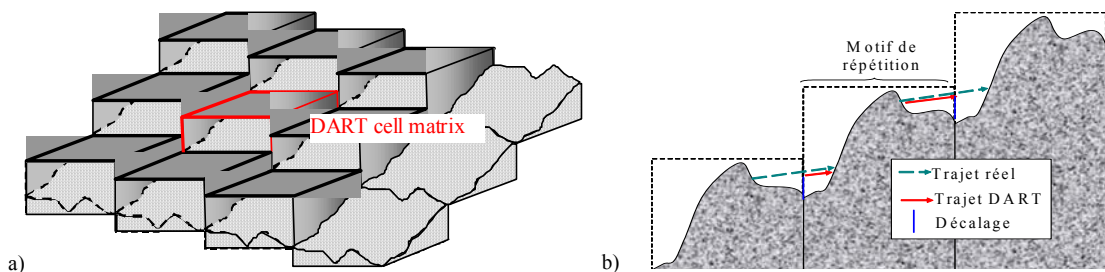 DART cell matrix
a)
Motif de
répétition
Trajet réel
Trajet DART
Décalage
b)